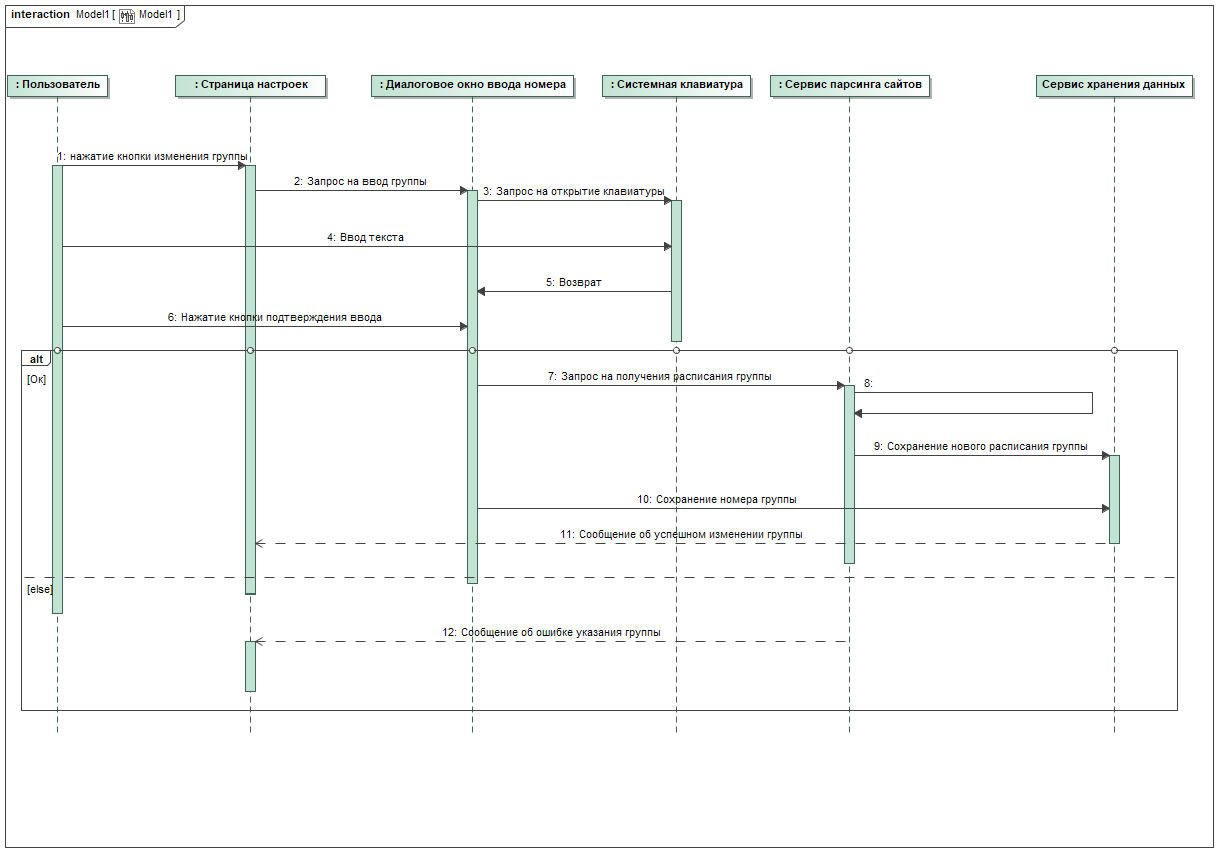 interaction Model1 [ Model1 ]
: Пользователь
: Страница настроек
: Диалоговое окно ввода номера
: Системная клавиатура
: Сервис парсинга сайтов
Сервис хранения данных
1: нажатие кнопки изменения группы
2: Запрос на ввод группы
3: Запрос на открытие клавиатуры
4: Ввод текста
5: Возврат
6: Нажатие кнопки подтверждения ввода
alt
[Ок]
7: Запрос на получения расписания группы
8:
9: Сохранение нового расписания группы
10: Сохранение номера группы
11: Сообщение об успешном изменении группы
[else]
12: Сообщение об ошибке указания группы